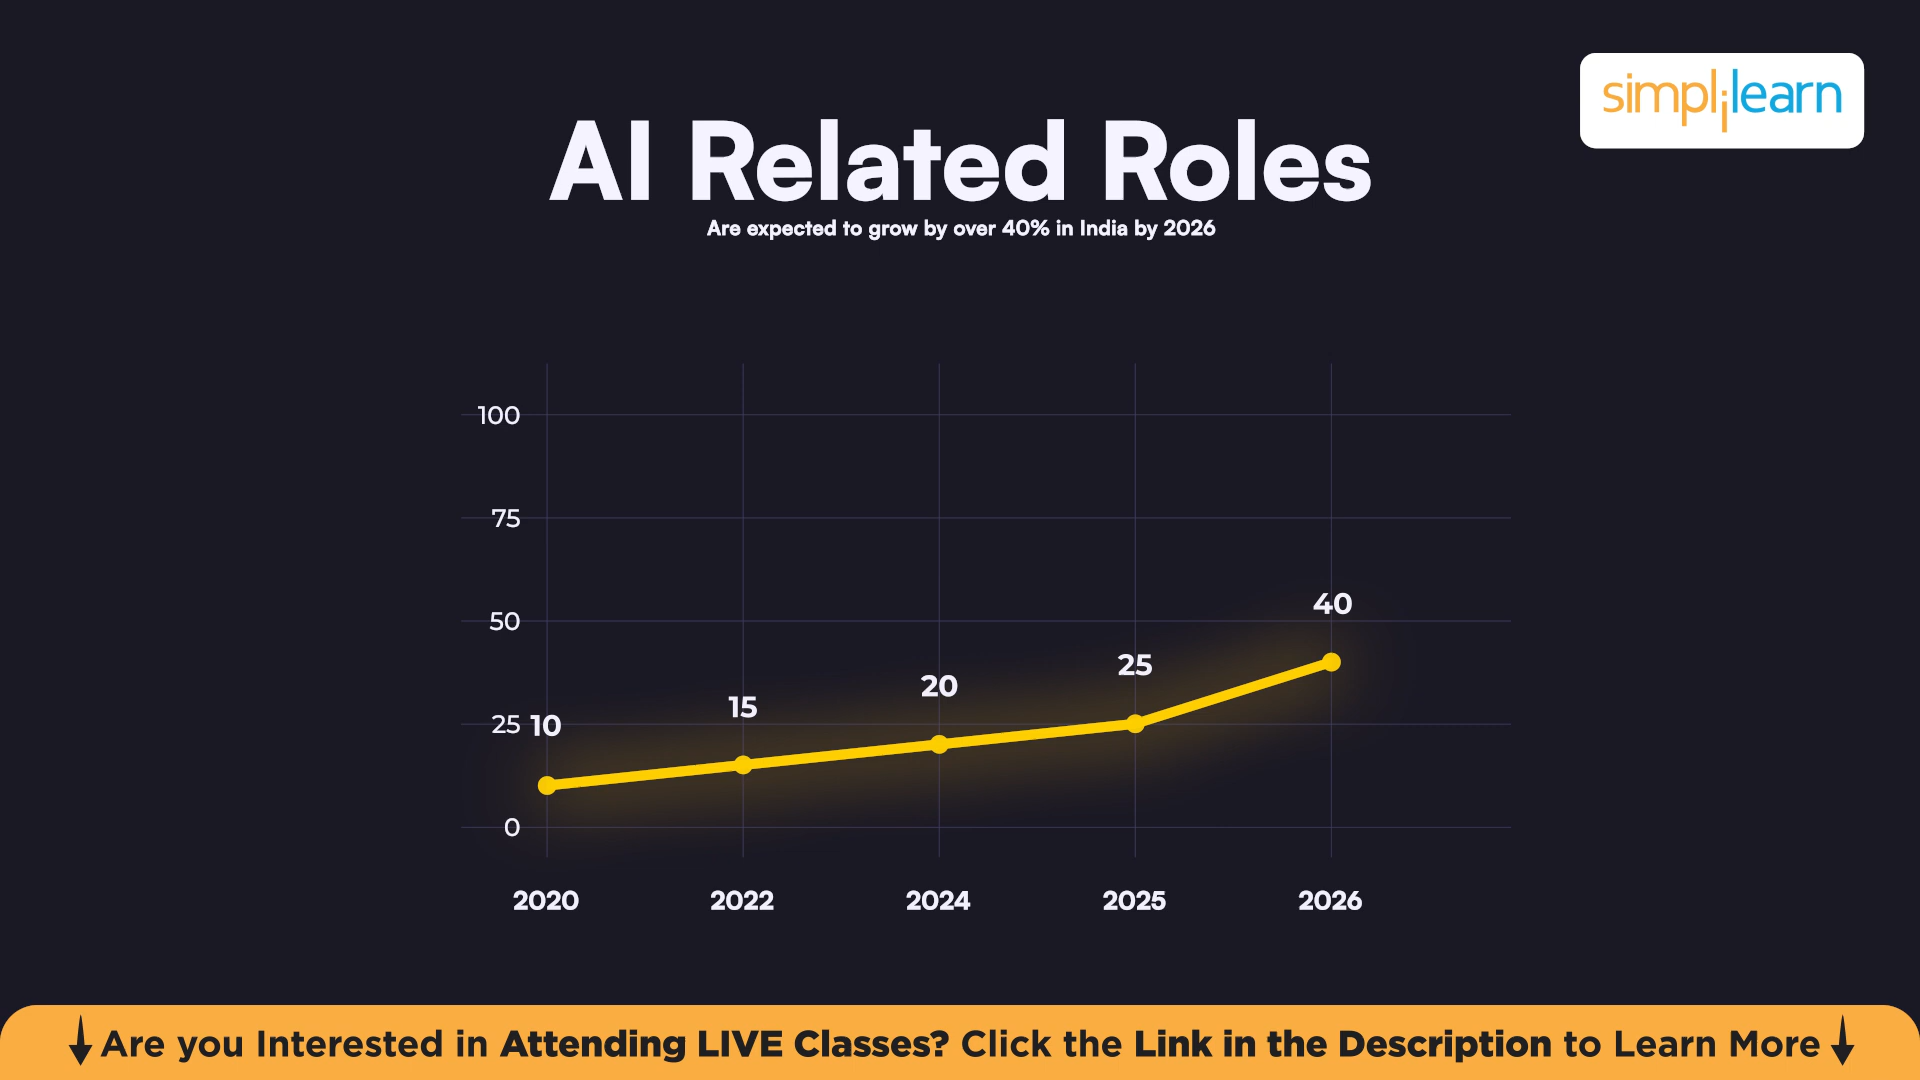 simplilearn
AI Related Roles
Are expected to grow by over 40% in India by 2026
100
75
50
25
0
10
15
20
25
40
2020 2022 2024 2025 2026
Are you Interested in Attending LIVE Classes? Click the Link in the Description to Learn More